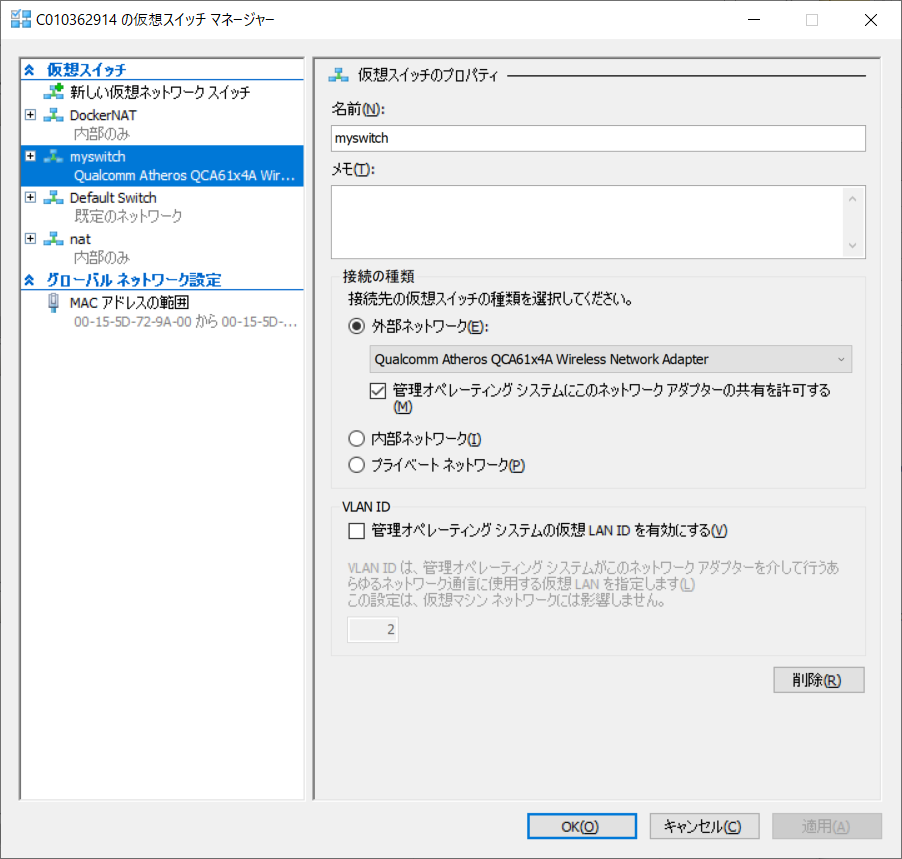 C010362914 の仮想スイッチ マネージャー
仮想スイッチ
新しい仮想ネットワーク スイッチ
DockerNAT
内部のみ
myswitch
Qualcomm Atheros QCA61x4A Wir...
Default Switch
既定のネットワーク
nat
内部のみ
グローバル ネットワーク設定
MAC アドレスの範囲
00-15-5D-72-9A-00 から 00-15-5D-...
仮想スイッチのプロパティ
名前(N):
myswitch
メモ(T):
接続の種類
接続先の仮想スイッチの種類を選択してください。
外部ネットワーク(E):
Qualcomm Atheros QCA61x4A Wireless Network Adapter
管理オペレーティング システムにこのネットワーク アダプターの共有を許可する
(M)
内部ネットワーク(I)
プライベート ネットワーク(P)
VLAN ID
管理オペレーティング システムの仮想 LAN ID を有効にする(V)
VLAN ID は、管理オペレーティング システムがこのネットワーク アダプターを介して行うあ
らゆるネットワーク通信に使用する仮想 LAN を指定します(L)
この設定は、仮想マシン ネットワークには影響しません。
2
削除(R)
OK(O)
キャンセル(C)
適用(A)